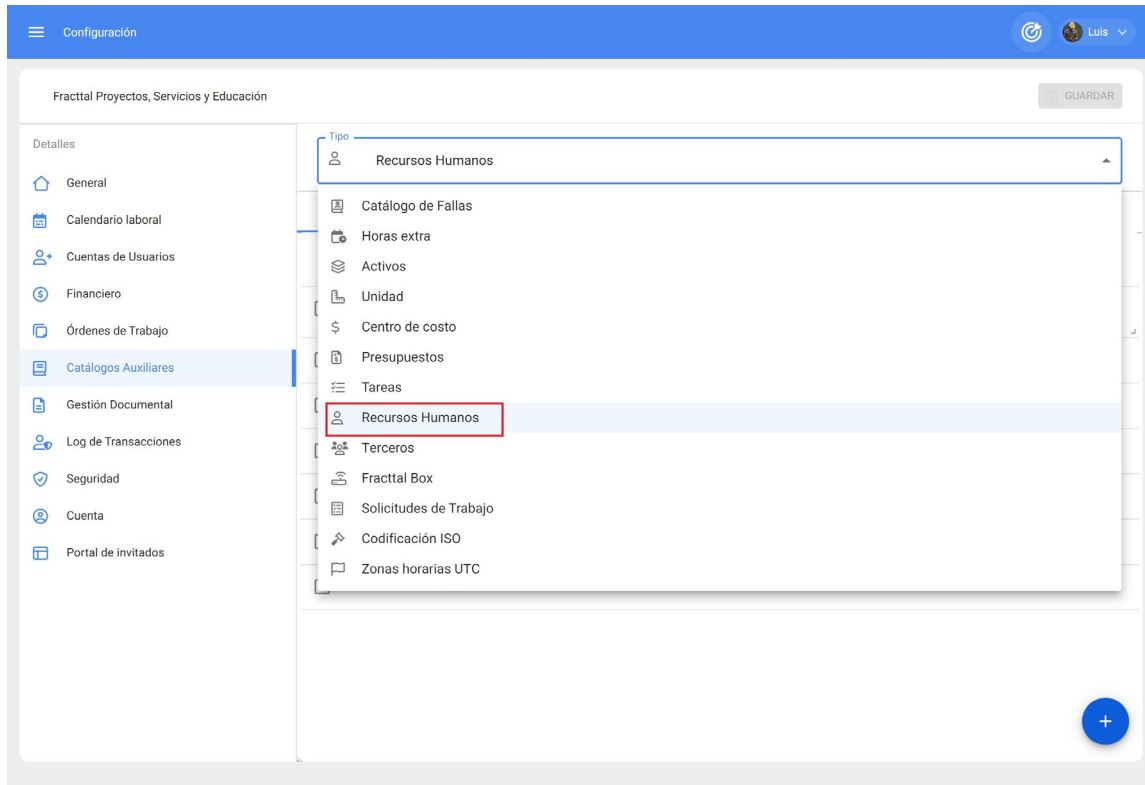 Configuración
Luis
Fracttal Proyectos, Servicios y Educación
GUARDAR
Detalles
General
Calendario laboral
Cuentas de Usuarios
Financiero
Órdenes de Trabajo
Catálogos Auxiliares
Gestión Documental
Log de Transacciones
Seguridad
Cuenta
Portal de invitados
Tipo
Recursos Humanos
Catálogo de Fallas
Horas extra
Activos
Unidad
Centro de costo
Presupuestos
Tareas
Recursos Humanos
Terceros
Fracttal Box
Solicitudes de Trabajo
Codificación ISO
Zonas horarias UTC